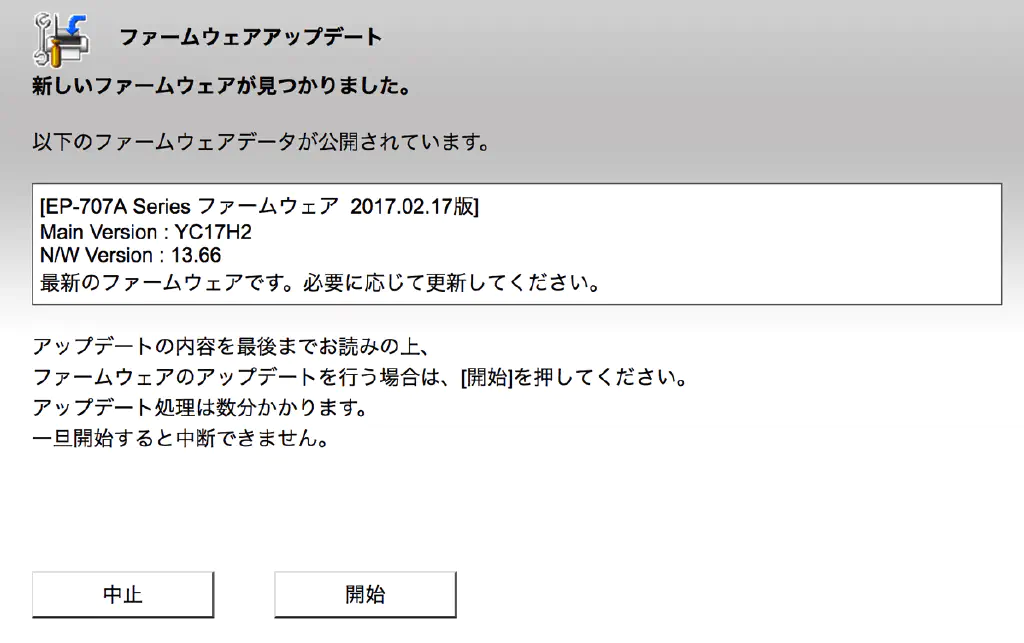 ファームウェアアップデート
新しいファームウェアが見つかりました。
以下のファームウェアデータが公開されています。
[EP-707A Series ファームウェア 2017.02.17版]
Main Version : YC17H2
N/W Version : 13.66
最新のファームウェアです。必要に応じて更新してください。
アップデートの内容を最後までお読みの上、
ファームウェアのアップデートを行う場合は、[開始]を押してください。
アップデート処理は数分かかります。
一旦開始すると中断できません。
中止
開始